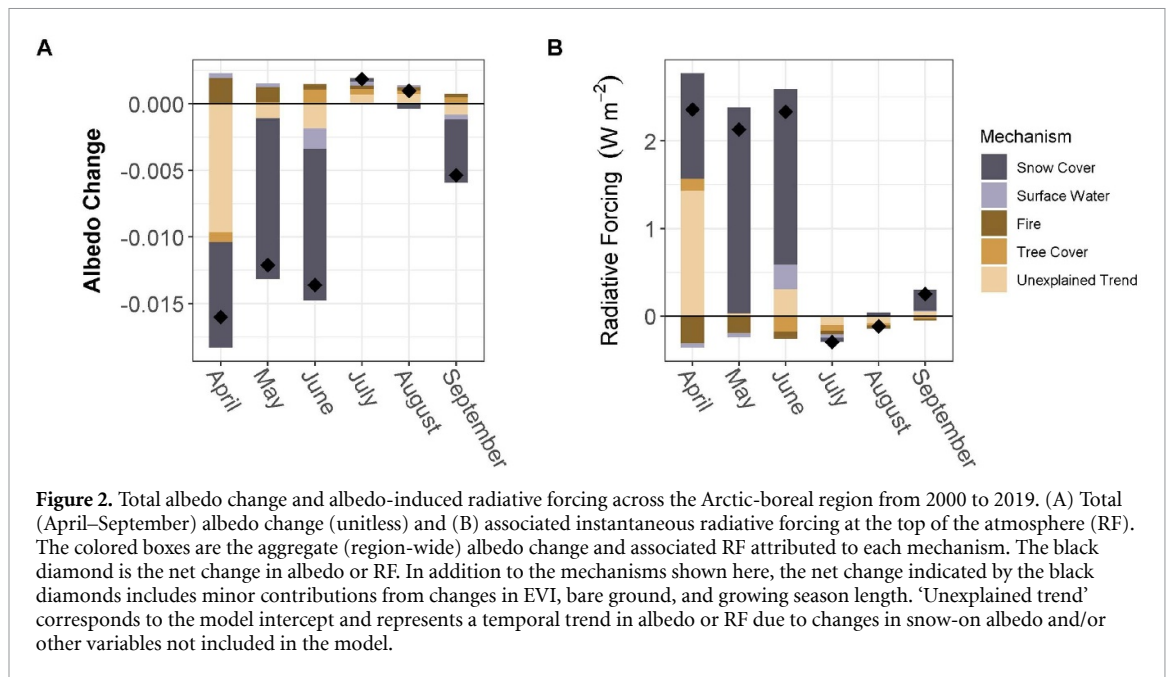 A
B
0.000
-0.005
-0.010
-0.015
Albedo Change
April
May
June
July
August
September
2
1
0
Radiative Forcing (W m−2)
April
May
June
July
August
September
Mechanism
Snow Cover
Surface Water
Fire
Tree Cover
Unexplained Trend
Figure 2. Total albedo change and albedo-induced radiative forcing across the Arctic-boreal region from 2000 to 2019. (A) Total
(April–September) albedo change (unitless) and (B) associated instantaneous radiative forcing at the top of the atmosphere (RF).
The colored boxes are the aggregate (region-wide) albedo change and associated RF attributed to each mechanism. The black
diamond is the net change in albedo or RF. In addition to the mechanisms shown here, the net change indicated by the black
diamonds includes minor contributions from changes in EVI, bare ground, and growing season length. ‘Unexplained trend’
corresponds to the model intercept and represents a temporal trend in albedo or RF due to changes in snow-on albedo and/or
other variables not included in the model.